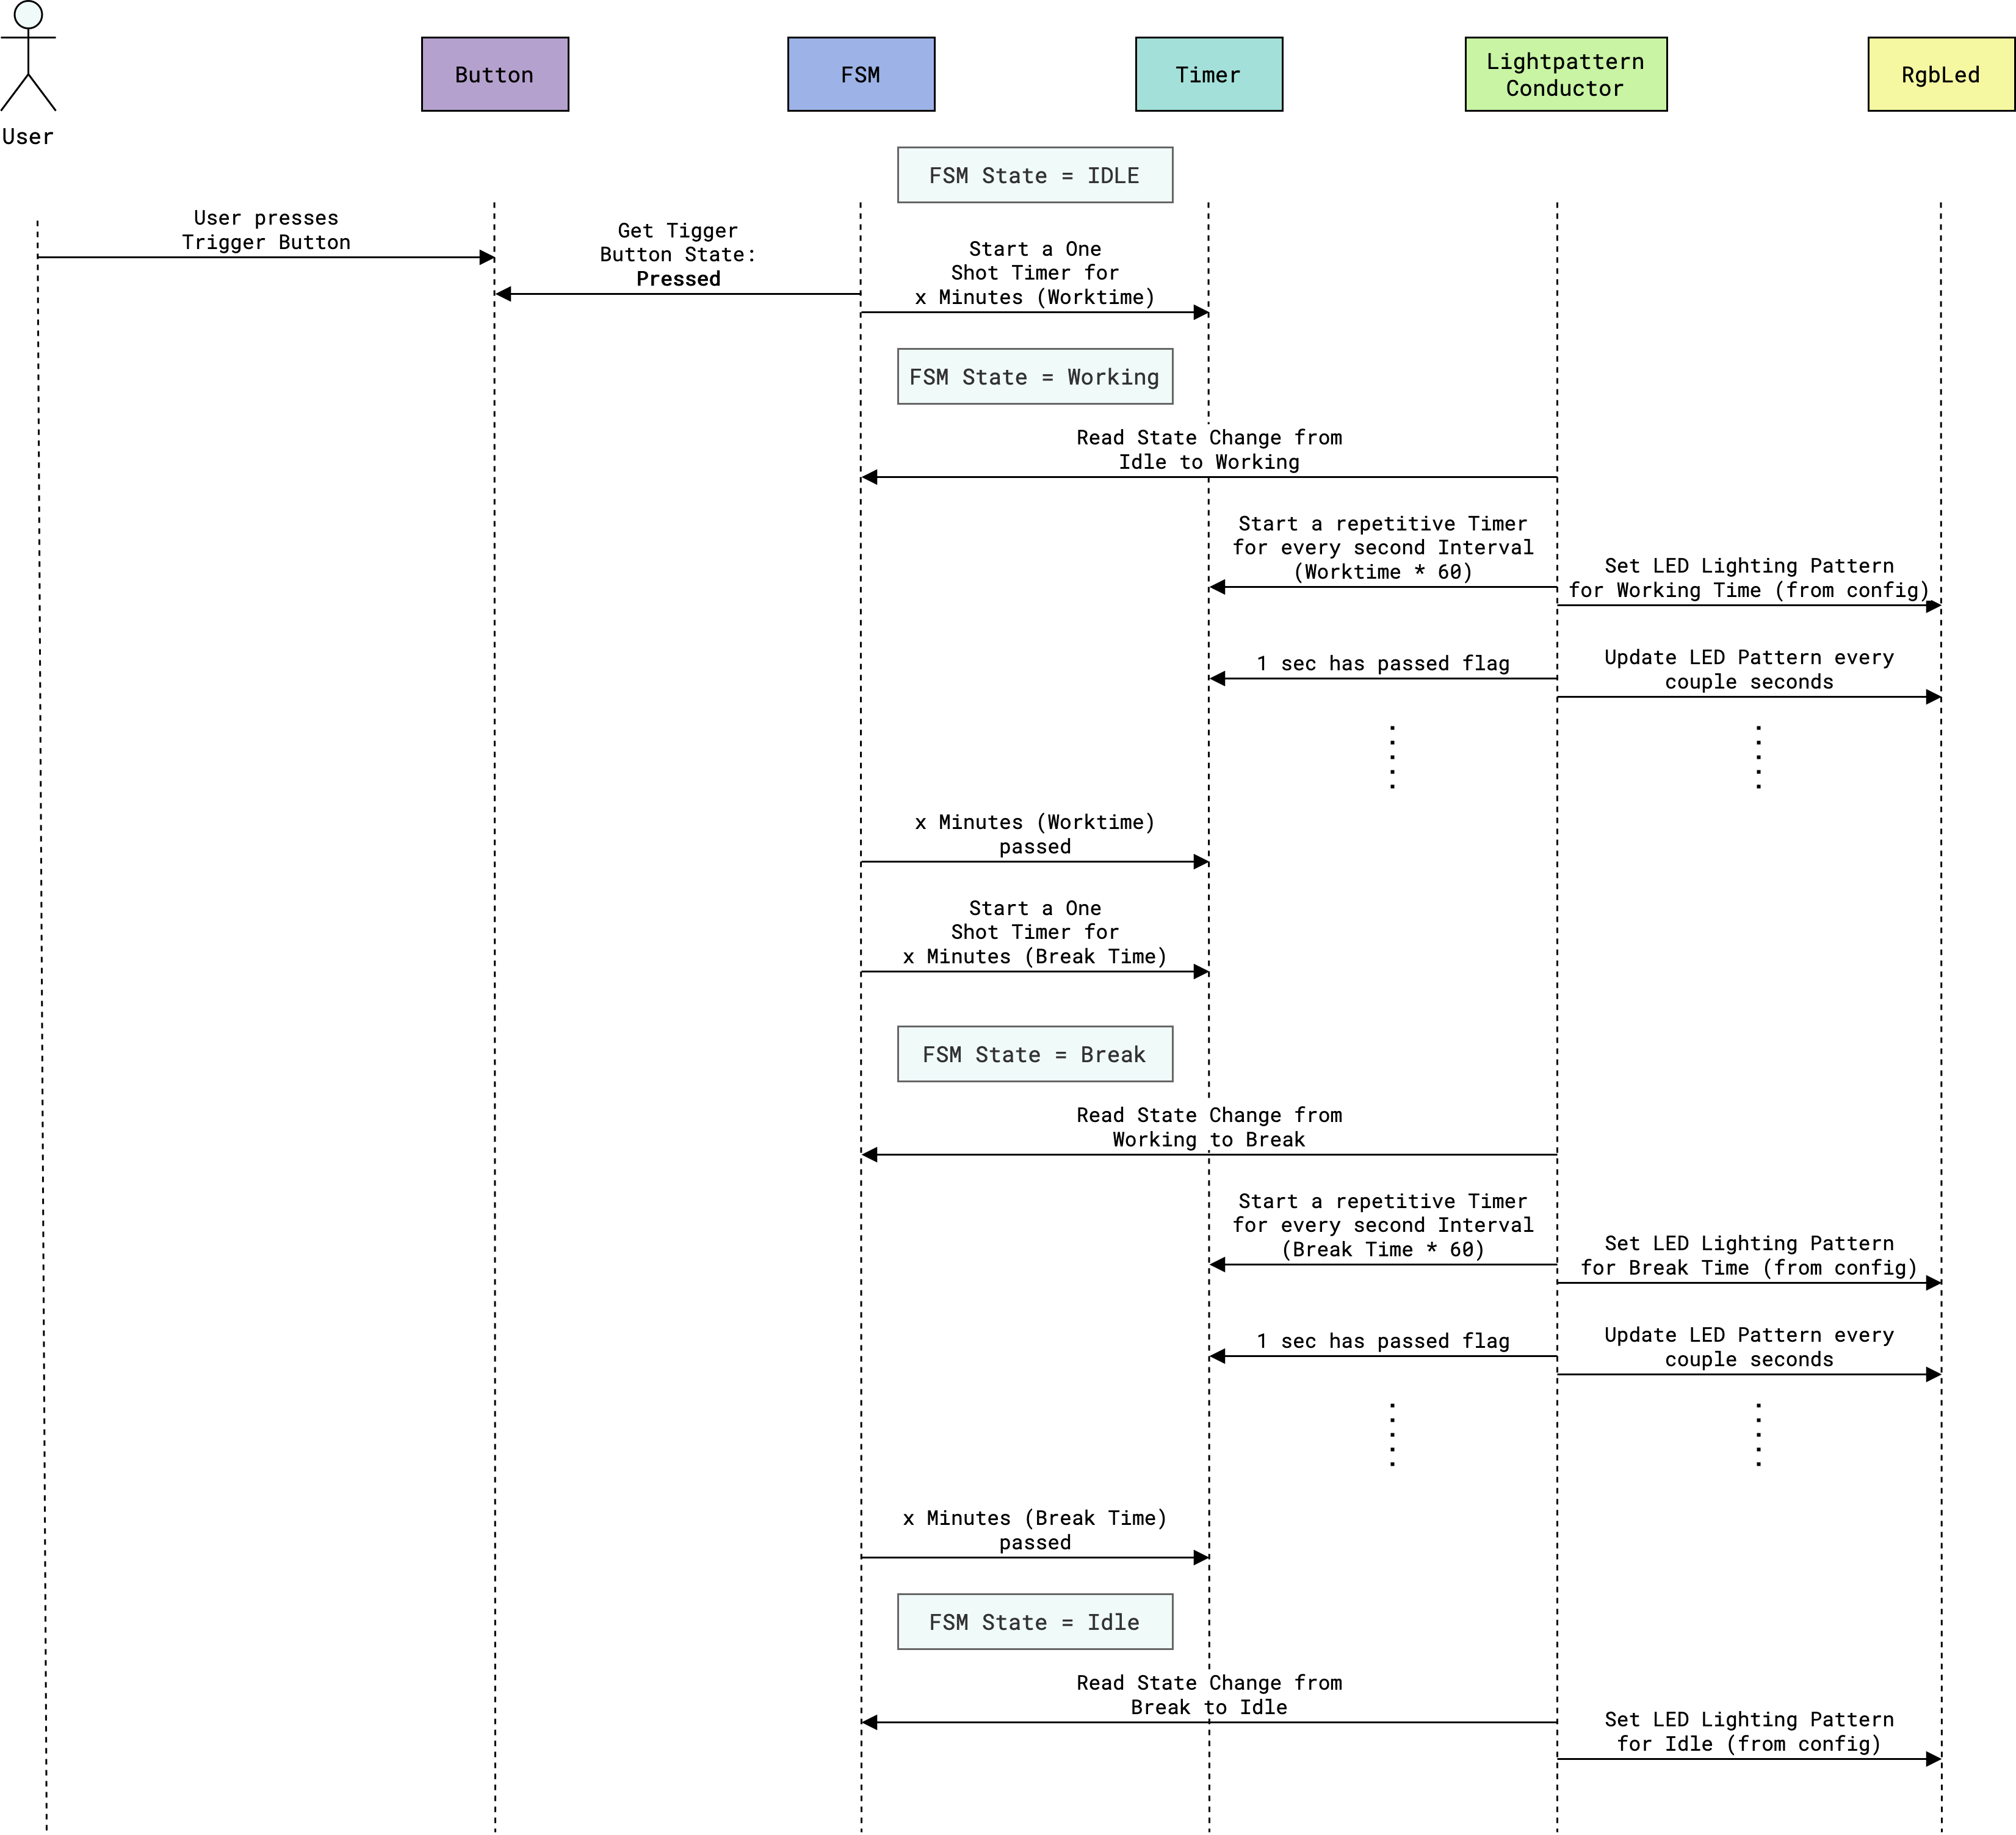 User
Button
FSM
Timer
Lightpattern
Conductor
RgbLed
FSM State = IDLE
User presses
Trigger Button
Get Tigger
Button State:
Pressed
Start a One
Shot Timer for
x Minutes (Worktime)
FSM State = Working
Read State Change from
Idle to Working
Start a repetitive Timer
for every second Interval
(Worktime * 60)
Set LED Lighting Pattern
for Working Time (from config)
1 sec has passed flag
Update LED Pattern every
couple seconds
x Minutes (Worktime)
passed
Start a One
Shot Timer for
x Minutes (Break Time)
FSM State = Break
Read State Change from
Working to Break
Start a repetitive Timer
for every second Interval
(Break Time * 60)
Set LED Lighting Pattern
for Break Time (from config)
1 sec has passed flag
Update LED Pattern every
couple seconds
x Minutes (Break Time)
passed
FSM State = Idle
Read State Change from
Break to Idle
Set LED Lighting Pattern
for Idle (from config)